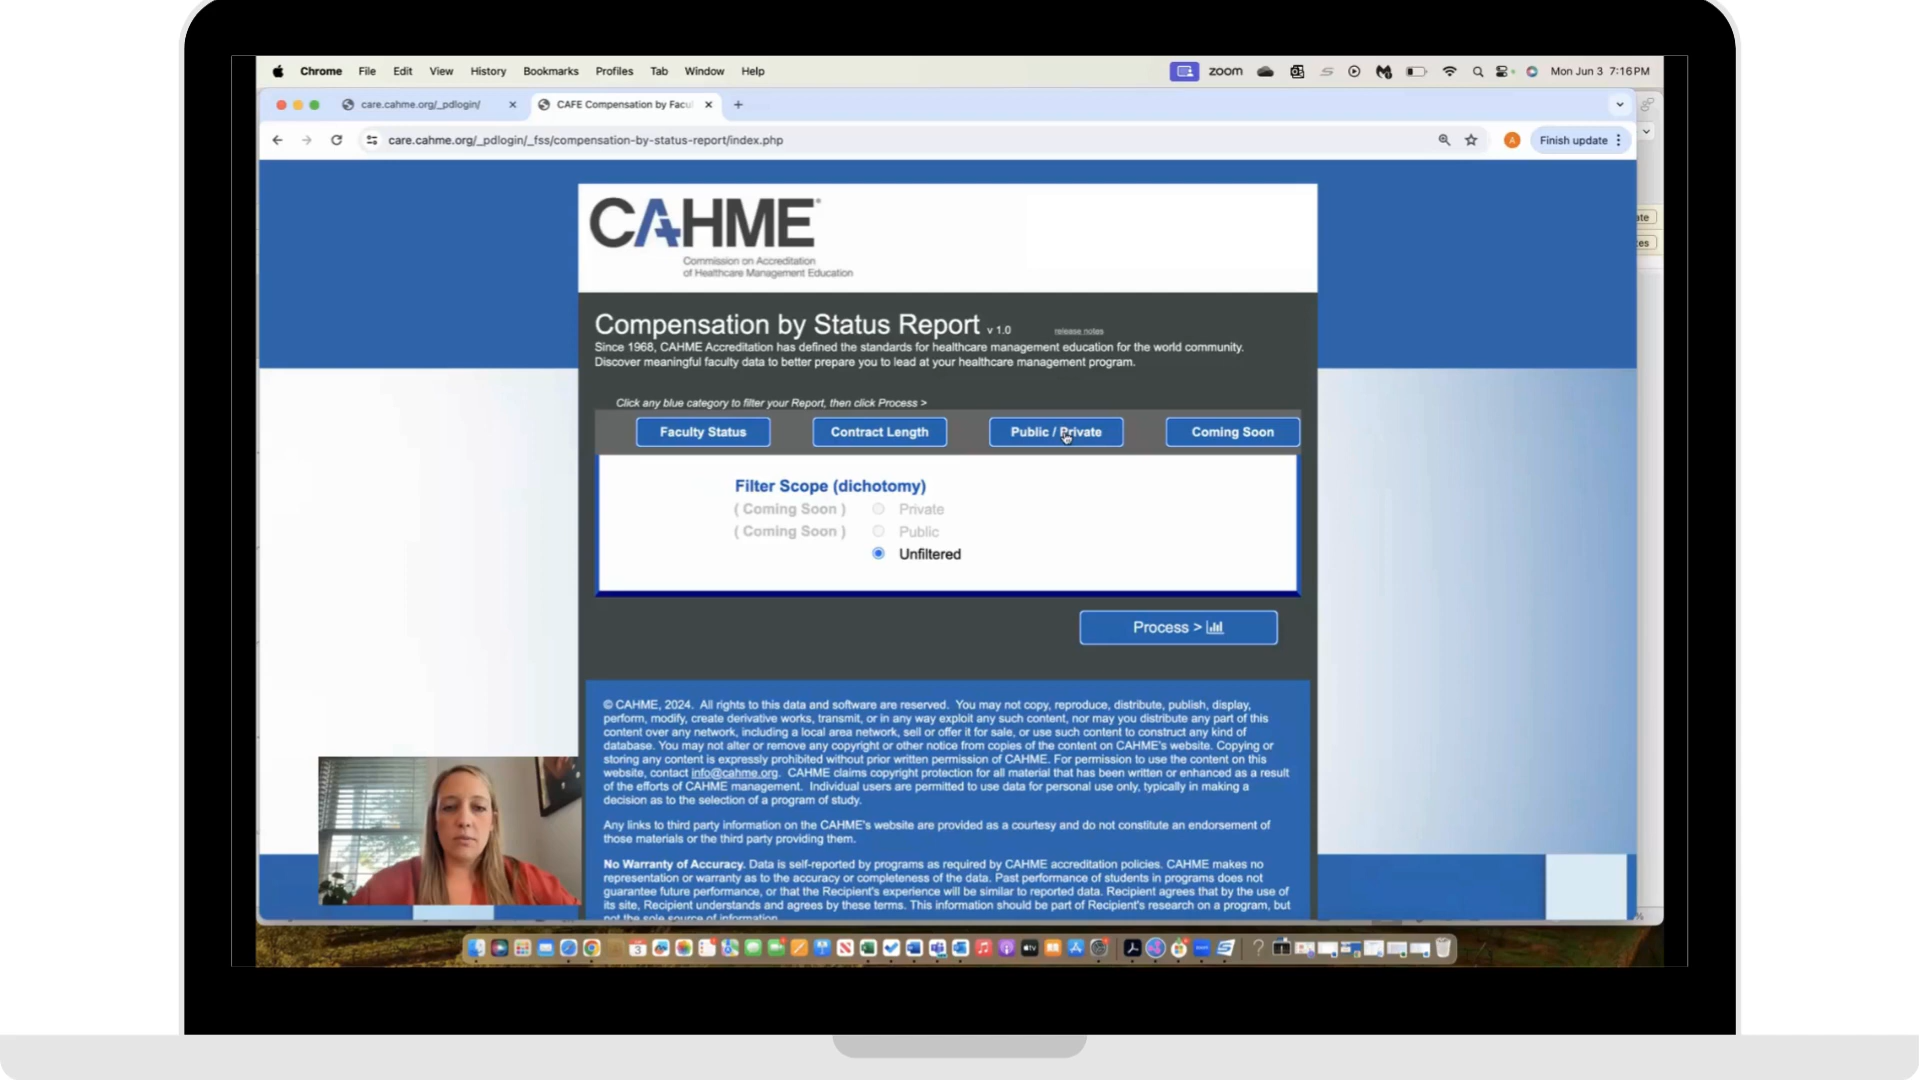 Chrome File Edit View History Bookmarks Profiles Tab Window Help
zoom
Mon Jun 3 7:16 PM
care.cahme.org/_pdlogin/
CAFE Compensation by Facul
care.cahme.org/_pdlogin/_fss/compensation-by-status-report/index.php
A
Finish update
CAHME
Commission on Accreditation
of Healthcare Management Education
Compensation by Status Report v 1.0 release notes
Since 1968, CAHME Accreditation has defined the standards for healthcare management education for the world community.
Discover meaningful faculty data to better prepare you to lead at your healthcare management program.
Click any blue category to filter your Report, then click Process >
Faculty Status
Contract Length
Public / Private
Coming Soon
Filter Scope (dichotomy)
( Coming Soon ) Private
( Coming Soon ) Public
Unfiltered
Process >
© CAHME, 2024. All rights to this data and software are reserved. You may not copy, reproduce, distribute, publish, display,
perform, modify, create derivative works, transmit, or in any way exploit any such content, nor may you distribute any part of this
content over any network, including a local area network, sell or offer it for sale, or use such content to construct any kind of
database. You may not alter or remove any copyright or other notice from copies of the content on CAHME's website. Copying or
storing any content is expressly prohibited without prior written permission of CAHME. For permission to use the content on this
website, contact info@cahme.org. CAHME claims copyright protection for all material that has been written or enhanced as a result
of the efforts of CAHME management. Individual users are permitted to use data for personal use only, typically in making a
decision as to the selection of a program of study.
Any links to third party information on the CAHME's website are provided as a courtesy and do not constitute an endorsement of
those materials or the third party providing them.
No Warranty of Accuracy. Data is self-reported by programs as required by CAHME accreditation policies. CAHME makes no
representation or warranty as to the accuracy or completeness of the data. Past performance of students in programs does not
guarantee future performance, or that the Recipient's experience will be similar to reported data. Recipient agrees that by the use of
its site, Recipient understands and agrees by these terms. This information should be part of Recipient's research on a program, but
not the sole source of information.